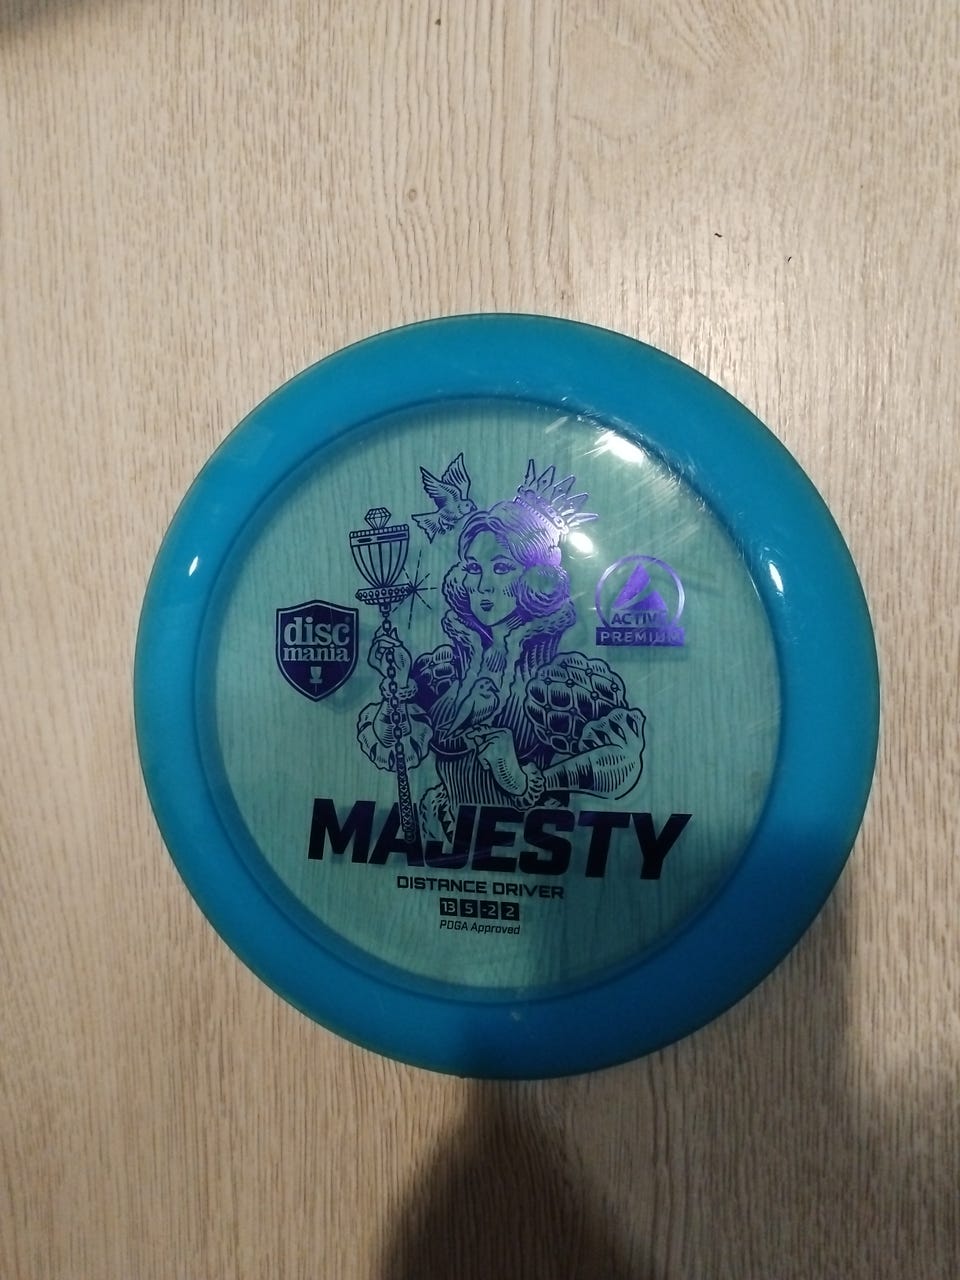 disc
mania
ACTIVE
PREMIUM
MAJESTY
DISTANCE DRIVER
13 5 -2 2
PDGA Approved